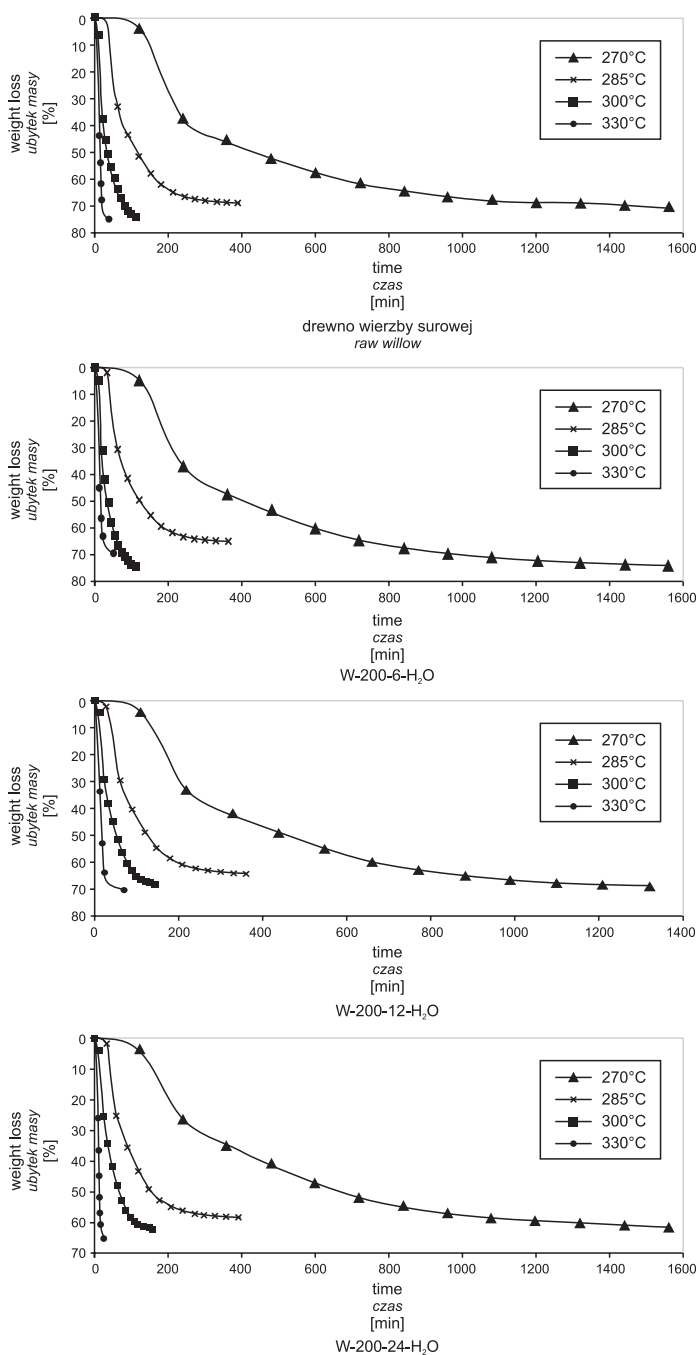 weight loss
ubytek masy
[%]
0
10
20
30
40
50
60
70
80
270°C
285°C
300°C
330°C
0 200 400 600 800 1000 1200 1400 1600
time
czas
[min]
drewno wierzby surowej
raw willow
weight loss
ubytek masy
[%]
0
10
20
30
40
50
60
70
80
270°C
285°C
300°C
330°C
0 200 400 600 800 1000 1200 1400 1600
time
czas
[min]
W-200-6-H₂O
weight loss
ubytek masy
[%]
0
10
20
30
40
50
60
70
80
270°C
285°C
300°C
330°C
0 200 400 600 800 1000 1200 1400
time
czas
[min]
W-200-12-H₂O
weight loss
ubytek masy
[%]
0
10
20
30
40
50
60
70
270°C
285°C
300°C
330°C
0 200 400 600 800 1000 1200 1400 1600
time
czas
[min]
W-200-24-H₂O